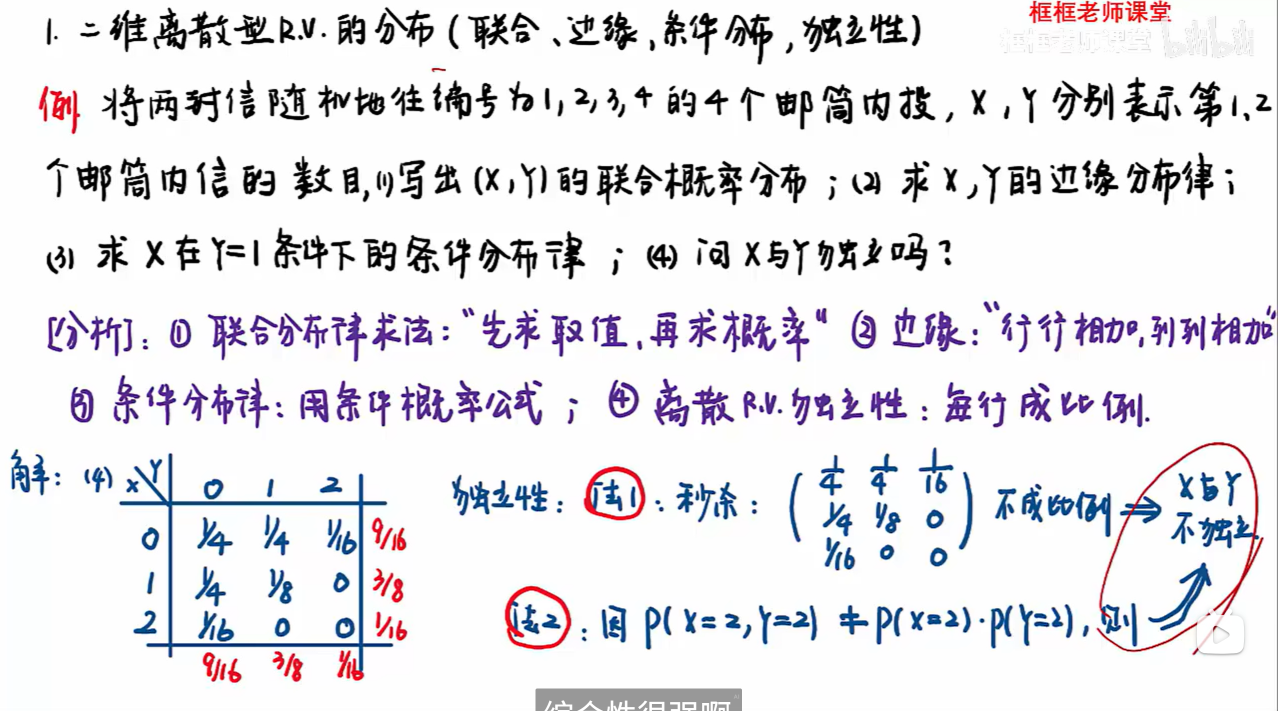 框框老师课堂
1. 二维离散型R.V.的分布(联合、边缘,条件分布,独立性)
例 将两封信随机地往编号为1,2,3,4的4个邮筒内投,X,Y分别表示第1、2
个邮筒内信的数目,(1)写出(X,Y)的联合概率分布;(2)求X,Y的边缘分布律;
(3)求X在Y=1条件下的条件分布律;(4)问X与Y独立吗?
[分析]:①联合分布律求法:“先求取值,再求概率” ②边缘:“行行相加,列列相加”
③条件分布律:用条件概率公式;④离散R.V.独立性:每行成比例.
解:(4) X\Y 0 1 2
0 1/4 1/4 1/16 9/16
1 1/4 1/8 0 3/8
2 1/16 0 0 1/16
9/16 3/8 1/16
独立性:法1:秒杀:
( 1/4 1/4 1/16
1/4 1/8 0
1/16 0 0 )
不成比例 ⇒
X与Y
不独立.
法2:因P(X=2,Y=2)≠P(X=2)·P(Y=2),则
综合性很强啊